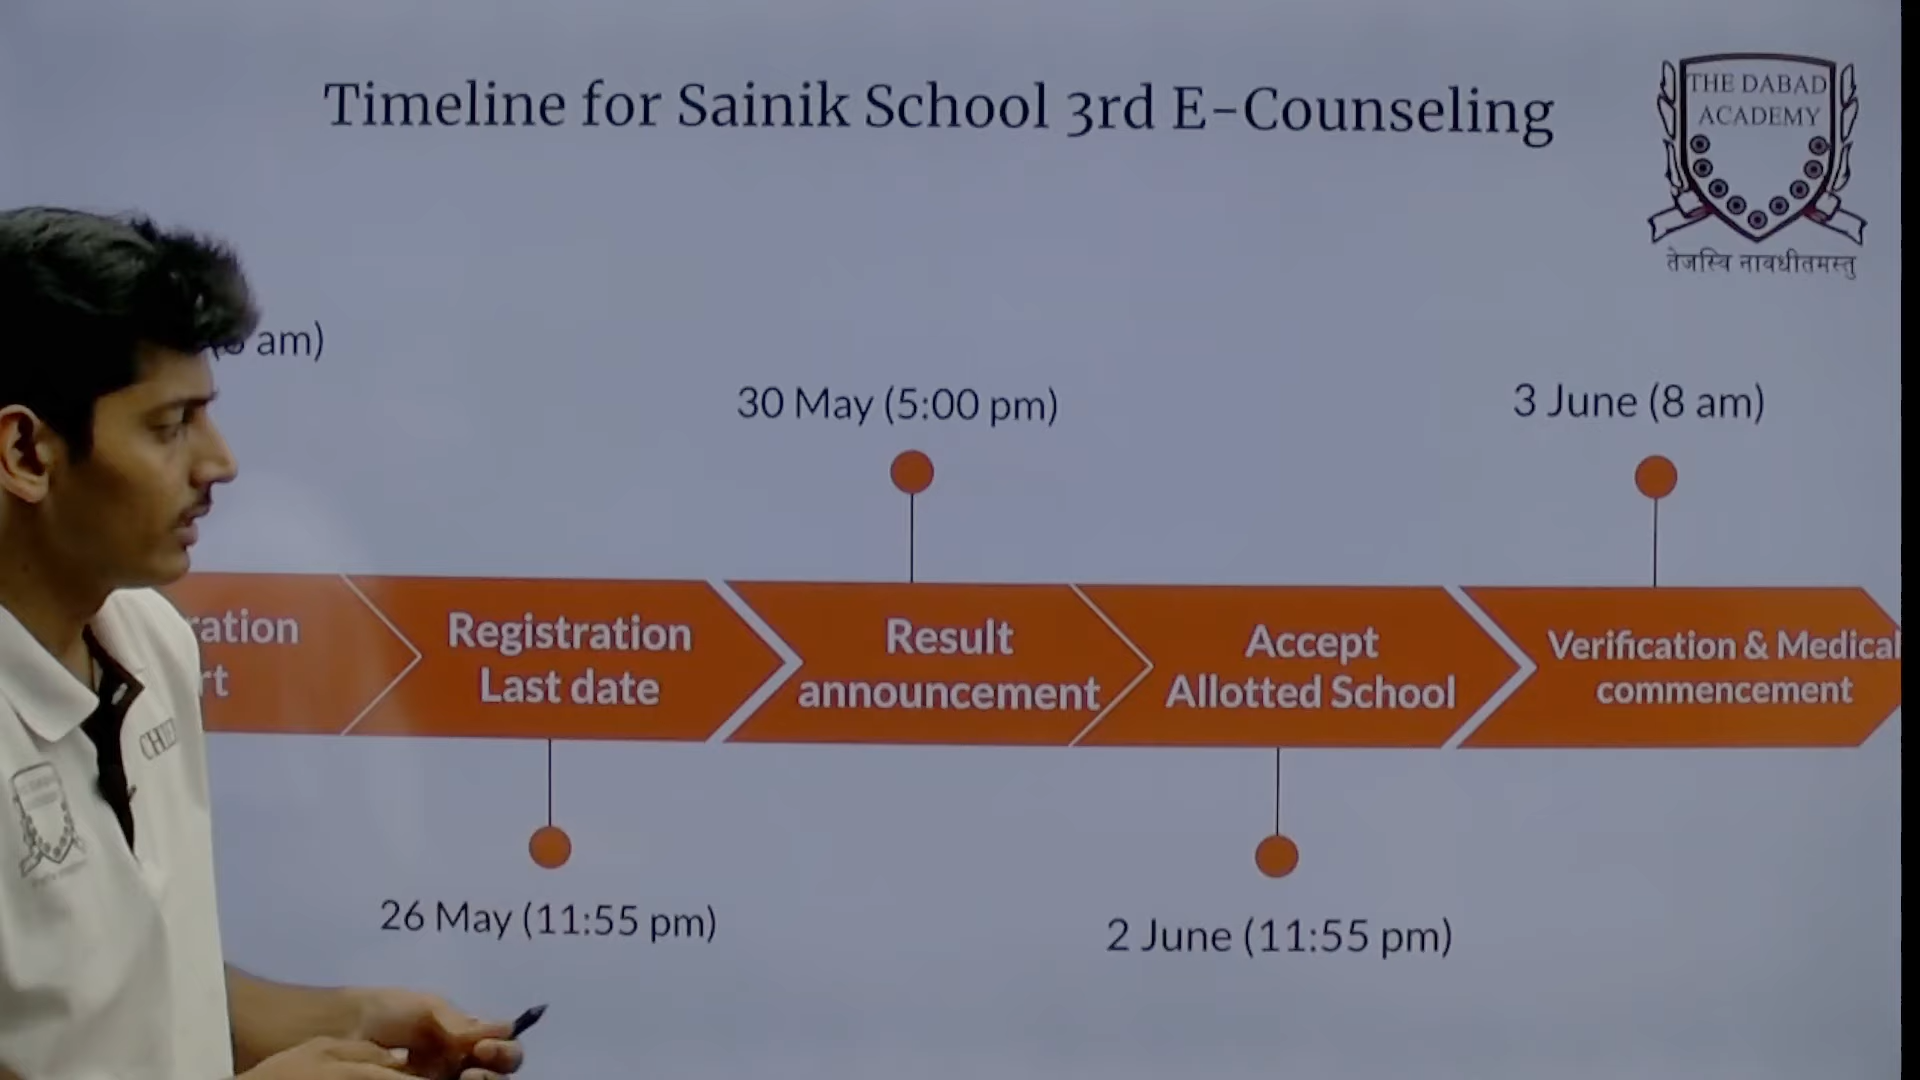 Timeline for Sainik School 3rd E-Counseling
THE DABAD
ACADEMY
तेजस्वि नावधीतमस्तु
am)
30 May (5:00 pm)
3 June (8 am)
Registration
Last date
Result
announcement
Accept
Allotted School
Verification & Medical
commencement
26 May (11:55 pm)
2 June (11:55 pm)